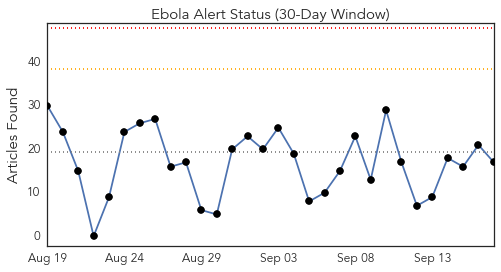 Ebola Alert Status (30-Day Window)
Articles Found
40
30
20
10
0
Aug 19 Aug 24 Aug 29 Sep 03 Sep 08 Sep 13